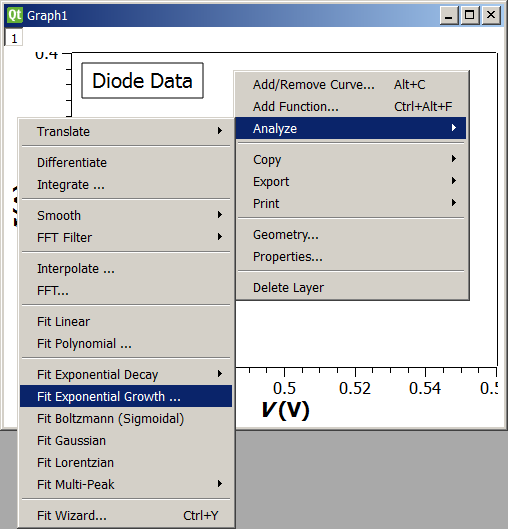 Qt Graph1
1
0.4
Diode Data
Add/Remove Curve... Alt+C
Add Function... Ctrl+Alt+F
Analyze
Copy
Export
Print
Geometry...
Properties...
Delete Layer
Translate
Differentiate
Integrate ...
Smooth
FFT Filter
Interpolate ...
FFT...
Fit Linear
Fit Polynomial ...
Fit Exponential Decay
Fit Exponential Growth ...
Fit Boltzmann (Sigmoidal)
Fit Gaussian
Fit Lorentzian
Fit Multi-Peak
Fit Wizard... Ctrl+Y
0.5 0.52 0.54
V(V)